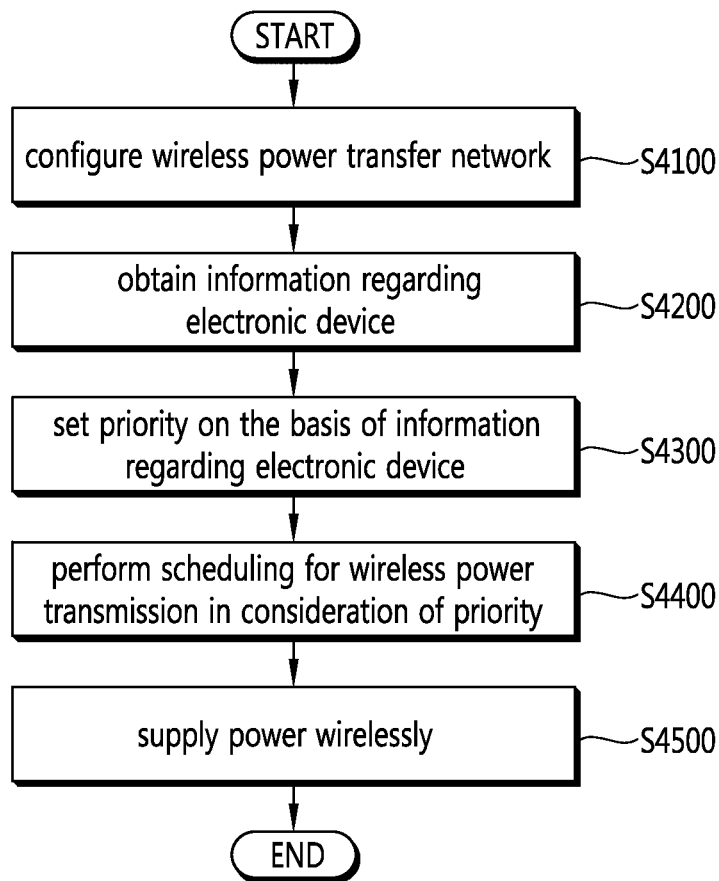 START
configure wireless power transfer network
S4100
obtain information regarding
electronic device
S4200
set priority on the basis of information
regarding electronic device
S4300
perform scheduling for wireless power
transmission in consideration of priority
S4400
supply power wirelessly
S4500
END